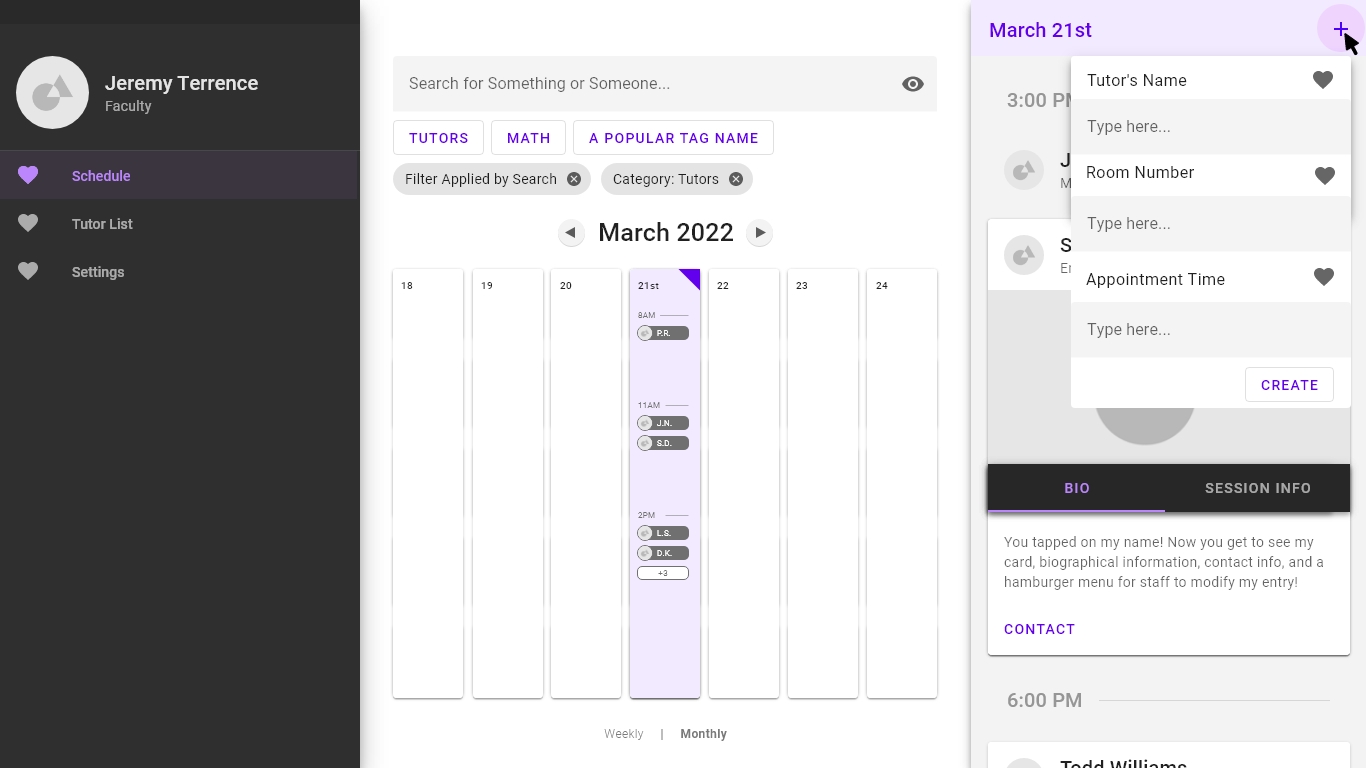 Jeremy Terrence
Faculty
Schedule
Tutor List
Settings
Search for Something or Someone...
TUTORS
MATH
A POPULAR TAG NAME
Filter Applied by Search
Category: Tutors
March 2022
18
19
20
21st
22
23
24
8AM
P.R.
11AM
J.N.
S.D.
2PM
L.S.
D.K.
+3
Weekly | Monthly
March 21st
+
3:00
Tutor's Name
Type here...
Room Number
Type here...
Appointment Time
Type here...
CREATE
BIO
SESSION INFO
You tapped on my name! Now you get to see my
card, biographical information, contact info, and a
hamburger menu for staff to modify my entry!
CONTACT
6:00 PM
Todd Williams